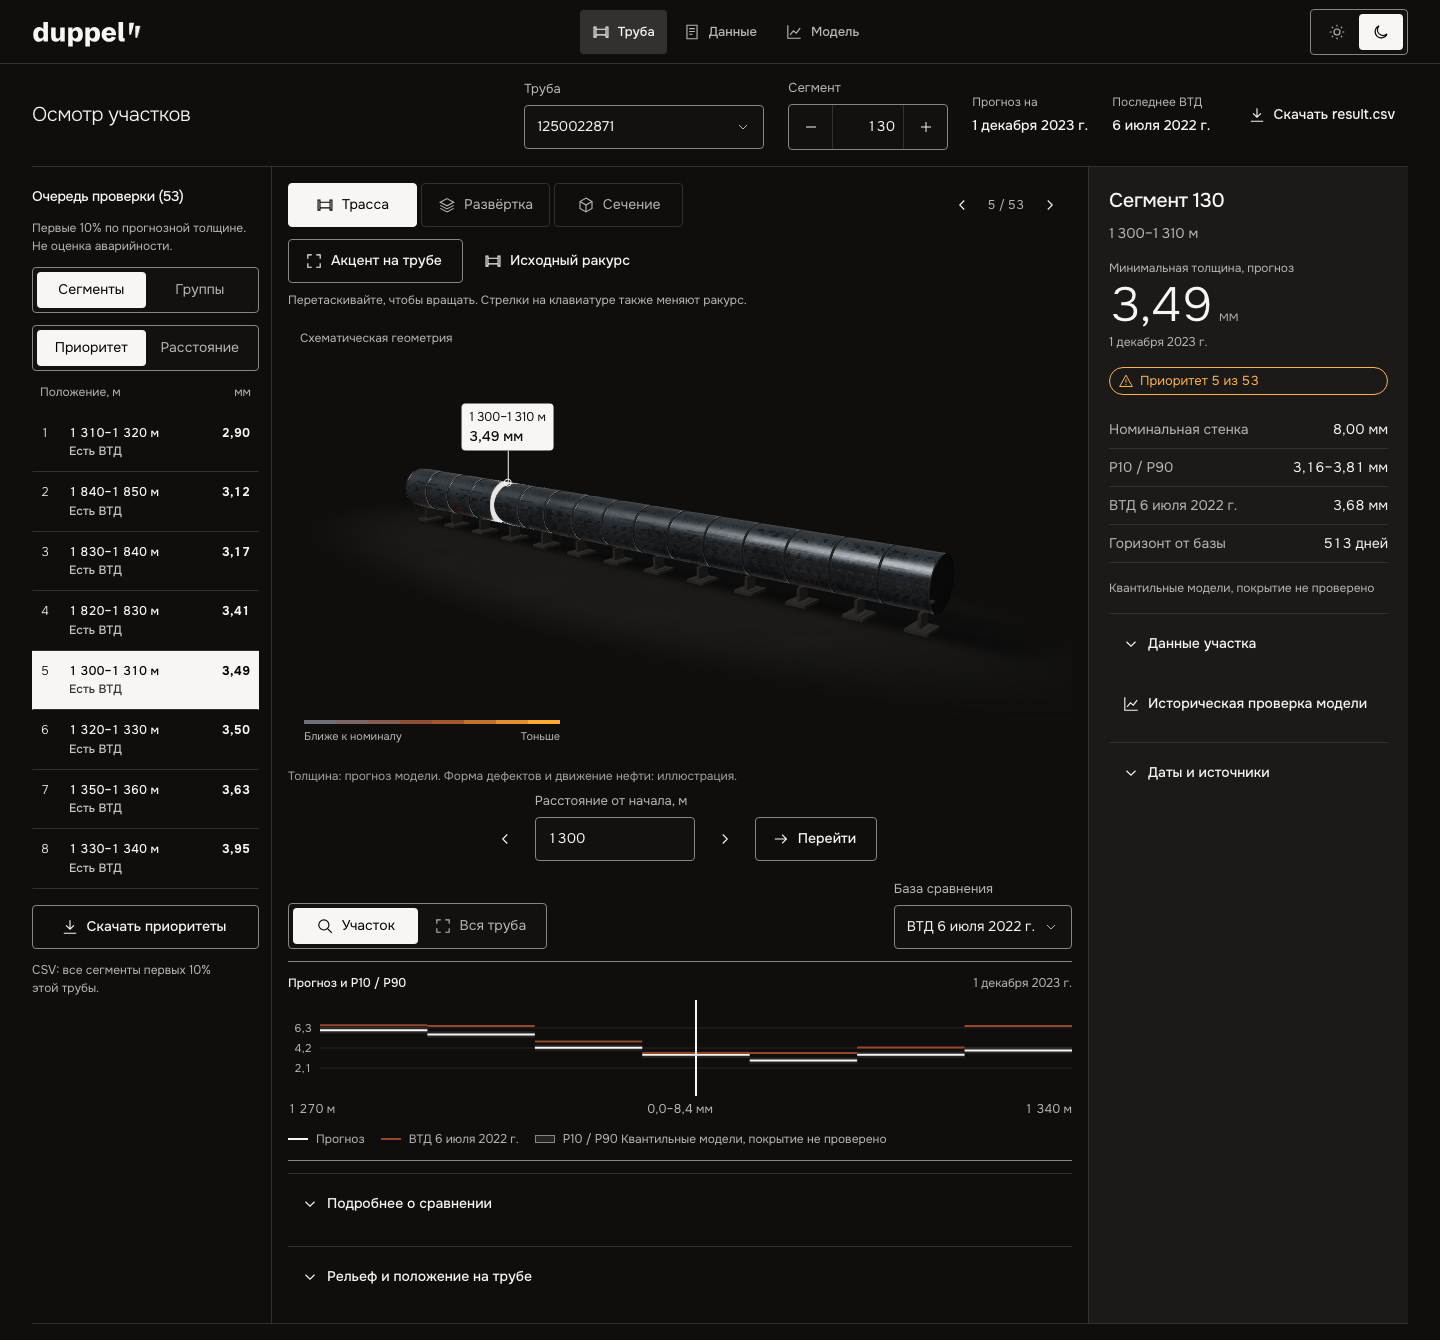 duppel
Труба
Данные
Модель
Осмотр участков
Труба
1250022871
Сегмент
130
Прогноз на
1 декабря 2023 г.
Последнее ВТД
6 июля 2022 г.
Скачать result.csv
Очередь проверки (53)
Первые 10% по прогнозной толщине.
Не оценка аварийности.
Сегменты
Группы
Приоритет
Расстояние
Положение, м мм
1 1 310–1 320 м 2,90
Есть ВТД
2 1 840–1 850 м 3,12
Есть ВТД
3 1 830–1 840 м 3,17
Есть ВТД
4 1 820–1 830 м 3,41
Есть ВТД
5 1 300–1 310 м 3,49
Есть ВТД
6 1 320–1 330 м 3,50
Есть ВТД
7 1 350–1 360 м 3,63
Есть ВТД
8 1 330–1 340 м 3,95
Есть ВТД
Скачать приоритеты
CSV: все сегменты первых 10%
этой трубы.
Трасса
Развёртка
Сечение
5 / 53
Акцент на трубе
Исходный ракурс
Перетаскивайте, чтобы вращать. Стрелки на клавиатуре также меняют ракурс.
Схематическая геометрия
1 300–1 310 м
3,49 мм
Ближе к номиналу Тоньше
Толщина: прогноз модели. Форма дефектов и движение нефти: иллюстрация.
Расстояние от начала, м
1300
Перейти
Участок
Вся труба
База сравнения
ВТД 6 июля 2022 г.
Прогноз и P10 / P90 1 декабря 2023 г.
6,3
4,2
2,1
1 270 м 0,0–8,4 мм 1 340 м
Прогноз ВТД 6 июля 2022 г. P10 / P90 Квантильные модели, покрытие не проверено
Подробнее о сравнении
Рельеф и положение на трубе
Сегмент 130
1 300–1 310 м
Минимальная толщина, прогноз
3,49 мм
1 декабря 2023 г.
Приоритет 5 из 53
Номинальная стенка 8,00 мм
P10 / P90 3,16–3,81 мм
ВТД 6 июля 2022 г. 3,68 мм
Горизонт от базы 513 дней
Квантильные модели, покрытие не проверено
Данные участка
Историческая проверка модели
Даты и источники